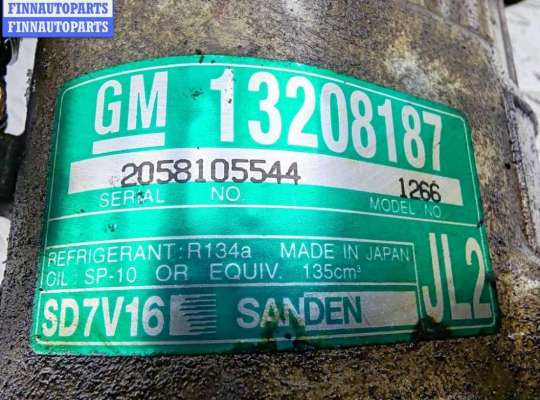 FINNAUTOPARTS
FINNAUTOPARTS
GM 13208187
2058105544 1266
SERIAL NO. MODEL NO
REFRIGERANT:R134a MADE IN JAPAN
OIL: SP-10 OR EQUIV. 135cm³
SD7V16 SANDEN JL2